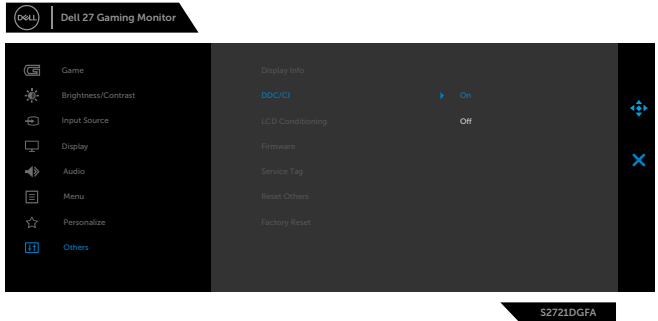 DELL Dell 27 Gaming Monitor
Game Display Info
Brightness/Contrast DDC/CI On
Input Source LCD Conditioning Off
Display Firmware
Audio Service Tag
Menu Reset Others
Personalize Factory Reset
Others
S2721DGFA